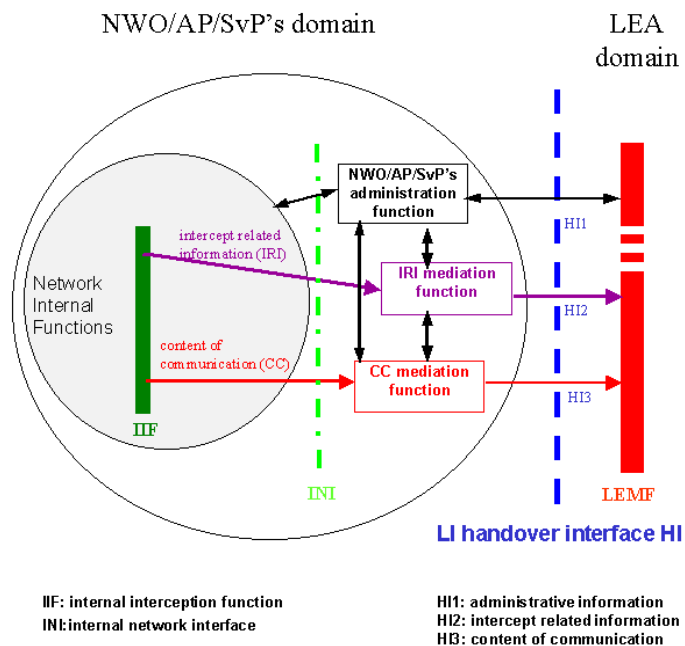 NWO/AP/SvP's domain
LEA
domain
NWO/AP/SvP's
administration
function
HI1
intercept related
information (IRI)
IRI mediation
function
HI2
Network
Internal
Functions
content of
communication (CC)
CC mediation
function
HI3
IIF
INI
LEMF
LI handover interface HI
IIF: internal interception function
INI:internal network interface
HI1: administrative information
HI2: intercept related information
HI3: content of communication